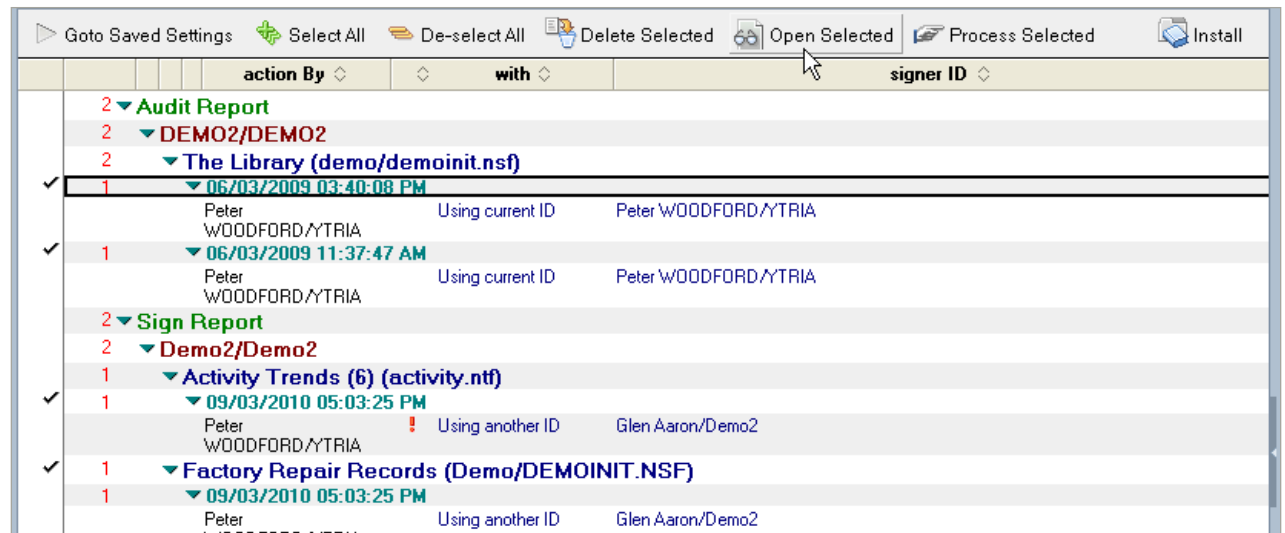 Goto Saved Settings Select All De-select All Delete Selected Open Selected Process Selected Install
action By with signer ID
2 Audit Report
2 DEMO2/DEMO2
2 The Library (demo/demoinit.nsf)
1 06/03/2009 03:40:08 PM
Peter Using current ID Peter WOODFORD/YTRIA
WOODFORD/YTRIA
1 06/03/2009 11:37:47 AM
Peter Using current ID Peter WOODFORD/YTRIA
WOODFORD/YTRIA
2 Sign Report
2 Demo2/Demo2
1 Activity Trends (6) (activity.ntf)
1 09/03/2010 05:03:25 PM
Peter ! Using another ID Glen Aaron/Demo2
WOODFORD/YTRIA
1 Factory Repair Records (Demo/DEMOINIT.NSF)
1 09/03/2010 05:03:25 PM
Peter Using another ID Glen Aaron/Demo2